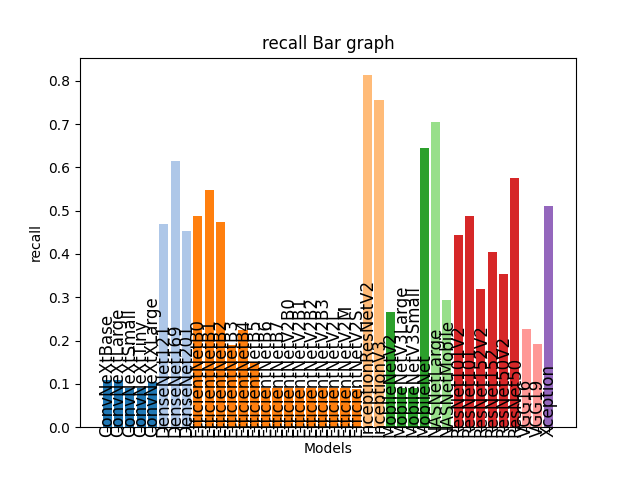 recall Bar graph
0.8
0.7
0.6
0.5
0.4
0.3
0.2
0.1
0.0
recall
ConvNeXtBase
ConvNeXtLarge
ConvNeXtSmall
ConvNeXtTiny
ConvNeXtXLarge
DenseNet121
DenseNet169
DenseNet201
EfficientNetB0
EfficientNetB1
EfficientNetB2
EfficientNetB3
EfficientNetB4
EfficientNetB5
EfficientNetB6
EfficientNetB7
EfficientNetV2B0
EfficientNetV2B1
EfficientNetV2B2
EfficientNetV2B3
EfficientNetV2L
EfficientNetV2M
EfficientNetV2S
InceptionResNetV2
InceptionV3
MobileNetV2
MobileNetV3Large
MobileNetV3Small
MobileNet
NASNetLarge
NASNetMobile
ResNet101V2
ResNet101
ResNet152V2
ResNet152
ResNet50V2
ResNet50
VGG16
VGG19
Xception
Models